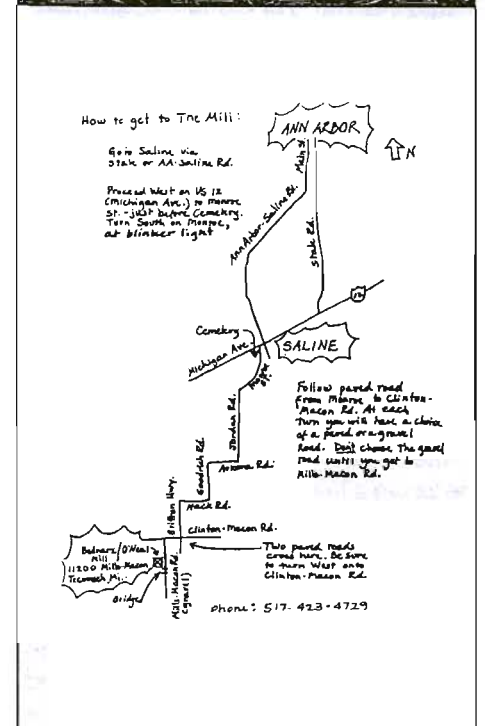 How to get to The Mill:
ANN ARBOR
N
Go to Saline via
State or AA-Saline Rd.
Main St.
Proceed West on US 12
(Michigan Ave.) to Monroe
St. - just before Cemetery.
Turn South on Monroe,
at blinker light
Ann Arbor-Saline Rd.
State Rd.
12
Cemetery
Michigan Ave.
SALINE
Monroe St.
Follow paved road
from Monroe to Clinton-
Macon Rd. At each
turn you will have a choice
of a paved or a gravel
road. Don't choose the gravel
road until you get to
Mills-Macon Rd.
Jordan Rd.
Arkona Rd.
Goodrich Rd.
Mack Rd.
Britton Hwy.
Clinton-Macon Rd.
Two paved roads
cross here. Be sure
to turn West onto
Clinton-Macon Rd.
Bednarz/O'Neal
Mill
11200 Mills-Macon
Tecumseh, Mi.
Bridge
Mills-Macon Rd.
(gravel)
phone: 517-423-4729